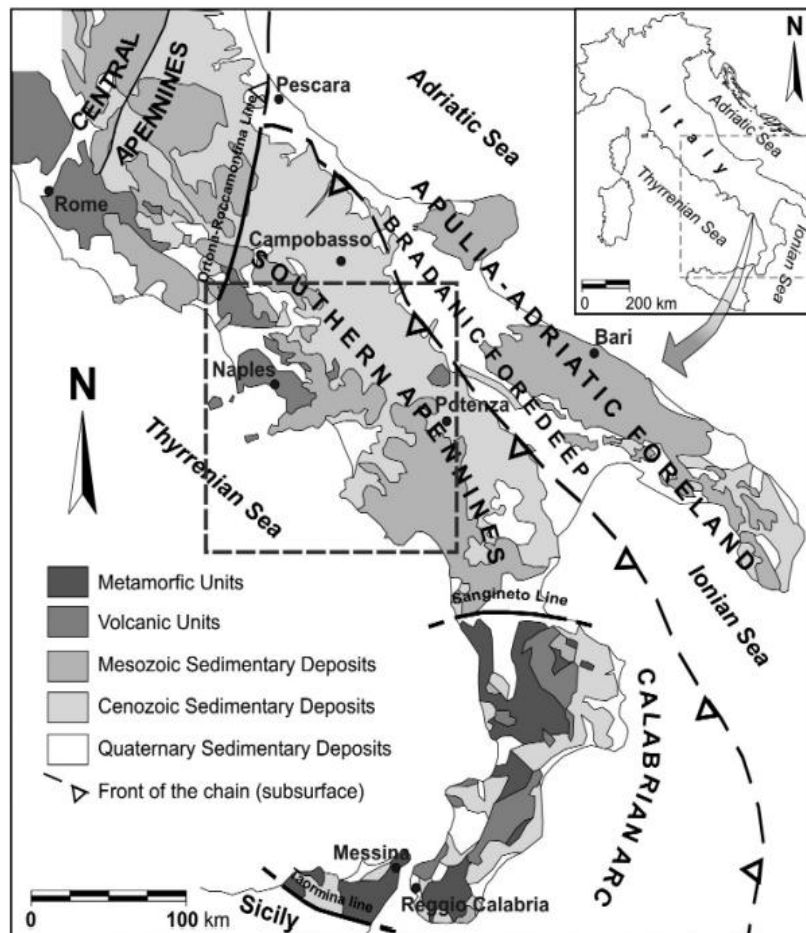 CENTRAL
APENNINES
Pescara
Adriatic Sea
Ortona-Roccamonfina Line
Rome
Campobasso
APULIA-ADRIATIC FORELAND
BRADANIC FOREDEEP
SOUTHERN APENNINES
Bari
Naples
Potenza
N
Thyrrenian Sea
Ionian Sea
Sangineto Line
CALABRIAN ARC
Messina
Taormina line
Reggio Calabria
Sicily
N
Italy
Adriatic Sea
Thyrrenian Sea
Ionian Sea
0 200 km
Metamorfic Units
Volcanic Units
Mesozoic Sedimentary Deposits
Cenozoic Sedimentary Deposits
Quaternary Sedimentary Deposits
Front of the chain (subsurface)
0 100 km